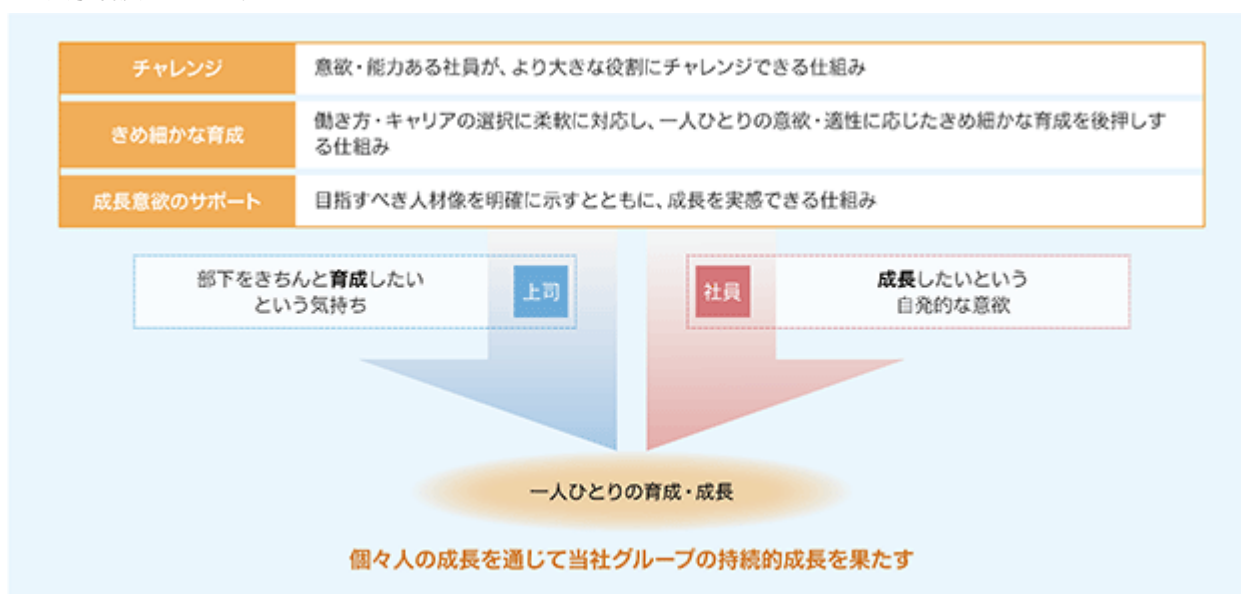 チャレンジ
意欲・能力ある社員が、より大きな役割にチャレンジできる仕組み
きめ細かな育成
働き方・キャリアの選択に柔軟に対応し、一人ひとりの意欲・適性に応じたきめ細かな育成を後押しす
る仕組み
成長意欲のサポート
目指すべき人材像を明確に示すとともに、成長を実感できる仕組み
部下をきちんと育成したい
という気持ち
上司
社員
成長したいという
自発的な意欲
一人ひとりの育成・成長
個々人の成長を通じて当社グループの持続的成長を果たす